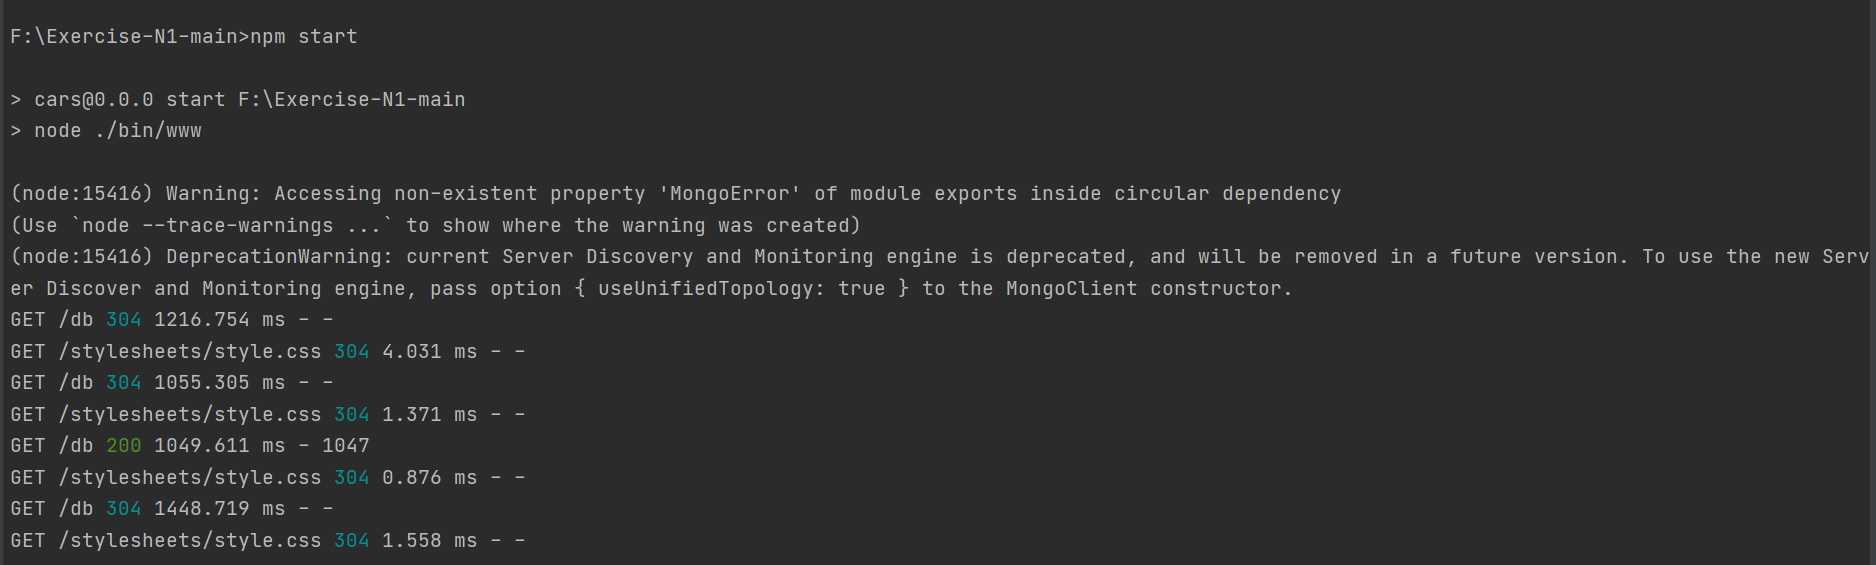 F:\Exercise-N1-main>npm start
> cars@0.0.0 start F:\Exercise-N1-main
> node ./bin/www
(node:15416) Warning: Accessing non-existent property 'MongoError' of module exports inside circular dependency
(Use `node --trace-warnings ...` to show where the warning was created)
(node:15416) DeprecationWarning: current Server Discovery and Monitoring engine is deprecated, and will be removed in a future version. To use the new Serv
er Discover and Monitoring engine, pass option { useUnifiedTopology: true } to the MongoClient constructor.
GET /db 304 1216.754 ms - -
GET /stylesheets/style.css 304 4.031 ms - -
GET /db 304 1055.305 ms - -
GET /stylesheets/style.css 304 1.371 ms - -
GET /db 200 1049.611 ms - 1047
GET /stylesheets/style.css 304 0.876 ms - -
GET /db 304 1448.719 ms - -
GET /stylesheets/style.css 304 1.558 ms - -